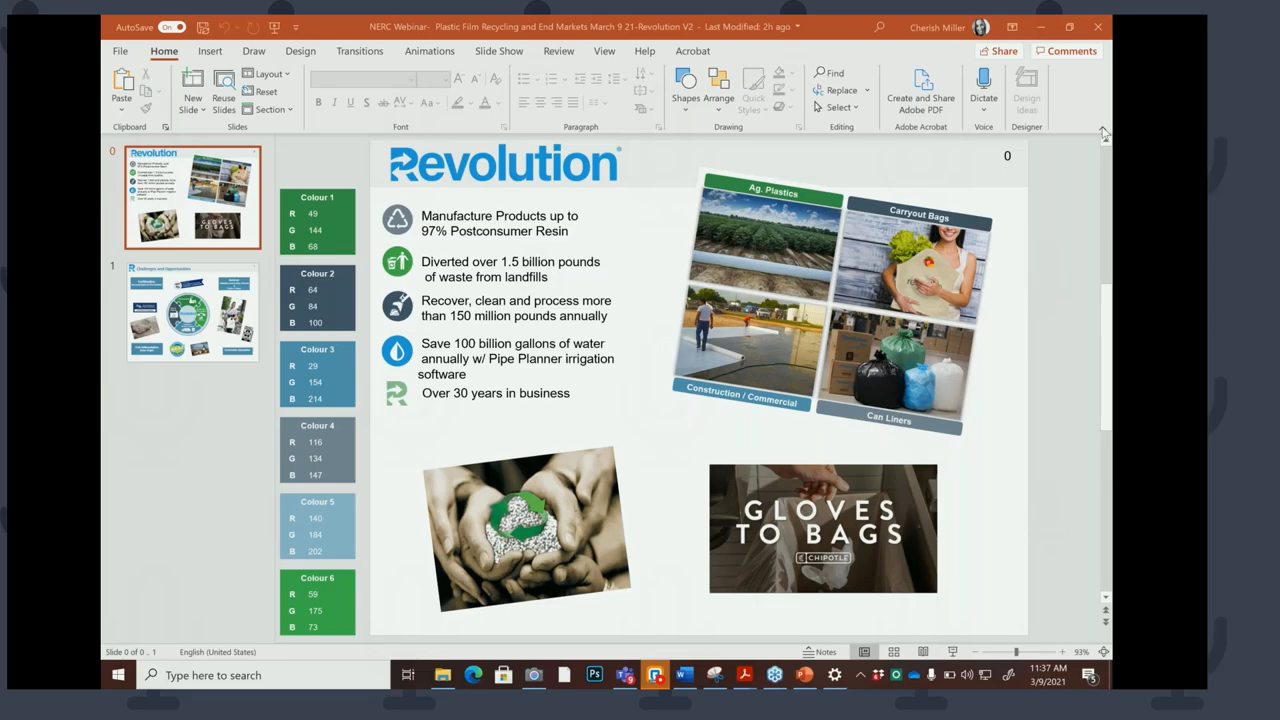 AutoSave On
NERC Webinar- Plastic Film Recycling and End Markets March 9 21-Revolution V2 - Last Modified: 2h ago
Cherish Miller
File Home Insert Draw Design Transitions Animations Slide Show Review View Help Acrobat
Share Comments
Paste
New Slide
Reuse Slides
Layout
Reset
Section
B I U S ab AV Aa A
Shapes
Arrange
Quick Styles
Find
Replace
Select
Create and Share Adobe PDF
Dictate
Design Ideas
Clipboard Slides Font Paragraph Drawing Editing Adobe Acrobat Voice Designer
0
Revolution
1
Challenges and Opportunities
Colour 1
R 49
G 144
B 68
Colour 2
R 64
G 84
B 100
Colour 3
R 29
G 154
B 214
Colour 4
R 116
G 134
B 147
Colour 5
R 140
G 184
B 202
Colour 6
R 59
G 175
B 73
Revolution®
0
Manufacture Products up to
97% Postconsumer Resin
Diverted over 1.5 billion pounds
of waste from landfills
Recover, clean and process more
than 150 million pounds annually
Save 100 billion gallons of water
annually w/ Pipe Planner irrigation
software
Over 30 years in business
Ag. Plastics
Carryout Bags
Construction / Commercial
Can Liners
GLOVES
TO BAGS
CHIPOTLE
Slide 0 of 0 .. 1 English (United States)
Notes
93%
Type here to search
11:37 AM
3/9/2021
5